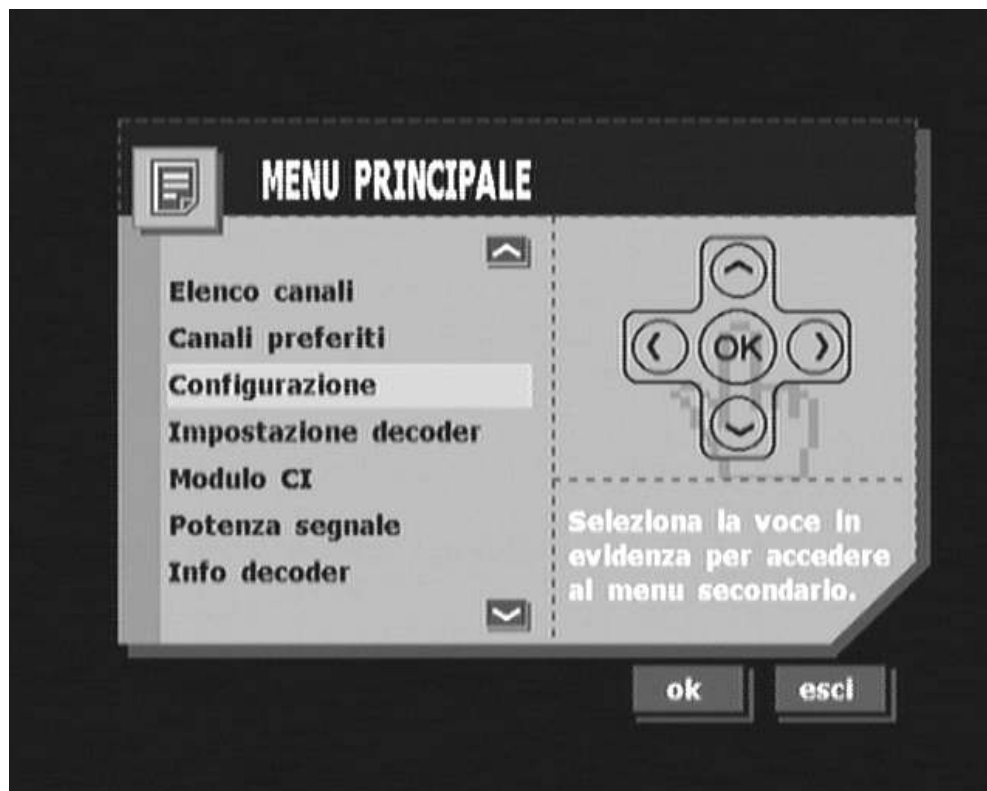 MENU PRINCIPALE
Elenco canali
Canali preferiti
Configurazione
Impostazione decoder
Modulo CI
Potenza segnale
Info decoder
OK
Seleziona la voce in
evidenza per accedere
al menu secondario.
ok
esci